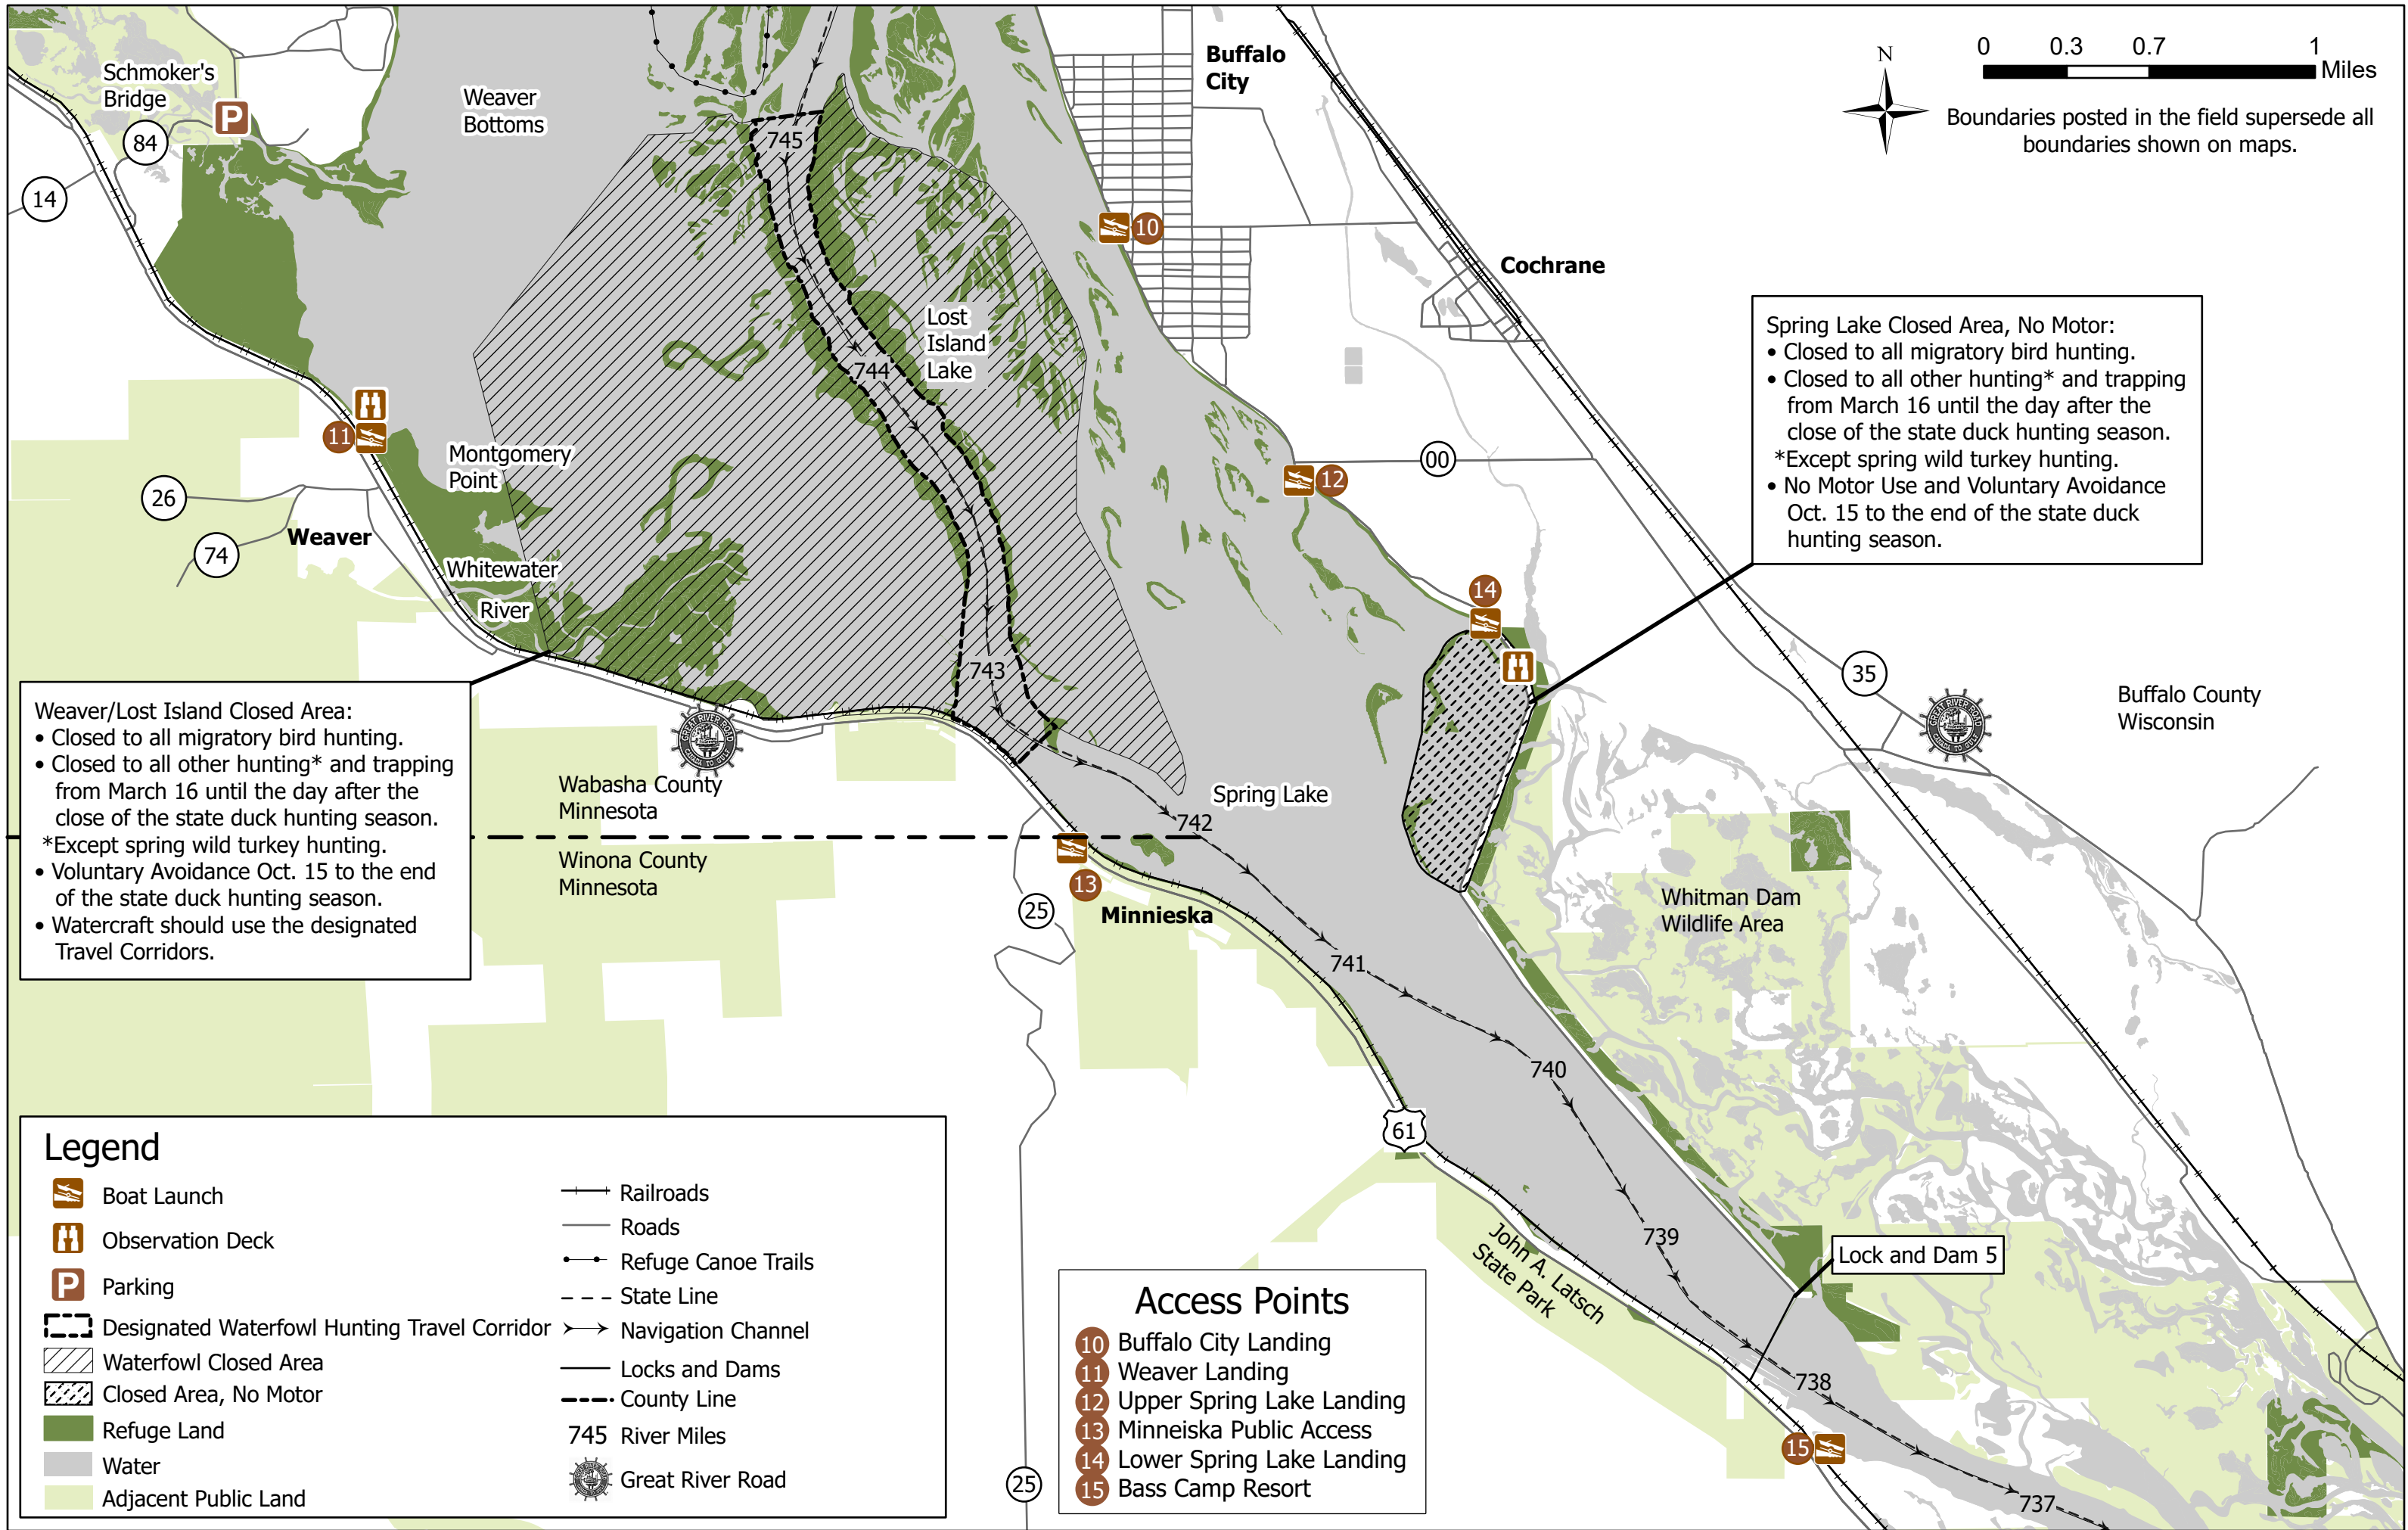 Schmoker's
Bridge
P
84
14
Weaver
Bottoms
745
Buffalo
City
N
0 0.3 0.7 1
Miles
Boundaries posted in the field supersede all
boundaries shown on maps.
10
Cochrane
Lost
Island
Lake
744
Spring Lake Closed Area, No Motor:
• Closed to all migratory bird hunting.
• Closed to all other hunting* and trapping
from March 16 until the day after the
close of the state duck hunting season.
*Except spring wild turkey hunting.
• No Motor Use and Voluntary Avoidance
Oct. 15 to the end of the state duck
hunting season.
11
Montgomery
Point
26
74
Weaver
Whitewater
River
12
00
14
743
35
Buffalo County
Wisconsin
GREAT RIVER ROAD
CANADA TO GULF
GREAT RIVER ROAD
CANADA TO GULF
Weaver/Lost Island Closed Area:
• Closed to all migratory bird hunting.
• Closed to all other hunting* and trapping
from March 16 until the day after the
close of the state duck hunting season.
*Except spring wild turkey hunting.
• Voluntary Avoidance Oct. 15 to the end
of the state duck hunting season.
• Watercraft should use the designated
Travel Corridors.
Wabasha County
Minnesota
Winona County
Minnesota
Spring Lake
742
13
25
Minnieska
Whitman Dam
Wildlife Area
741
740
61
739
John A. Latsch
State Park
Lock and Dam 5
738
15
737
25
Legend
Boat Launch
Observation Deck
P Parking
Designated Waterfowl Hunting Travel Corridor
Waterfowl Closed Area
Closed Area, No Motor
Refuge Land
Water
Adjacent Public Land
Railroads
Roads
Refuge Canoe Trails
State Line
Navigation Channel
Locks and Dams
County Line
745 River Miles
Great River Road
Access Points
10 Buffalo City Landing
11 Weaver Landing
12 Upper Spring Lake Landing
13 Minneiska Public Access
14 Lower Spring Lake Landing
15 Bass Camp Resort